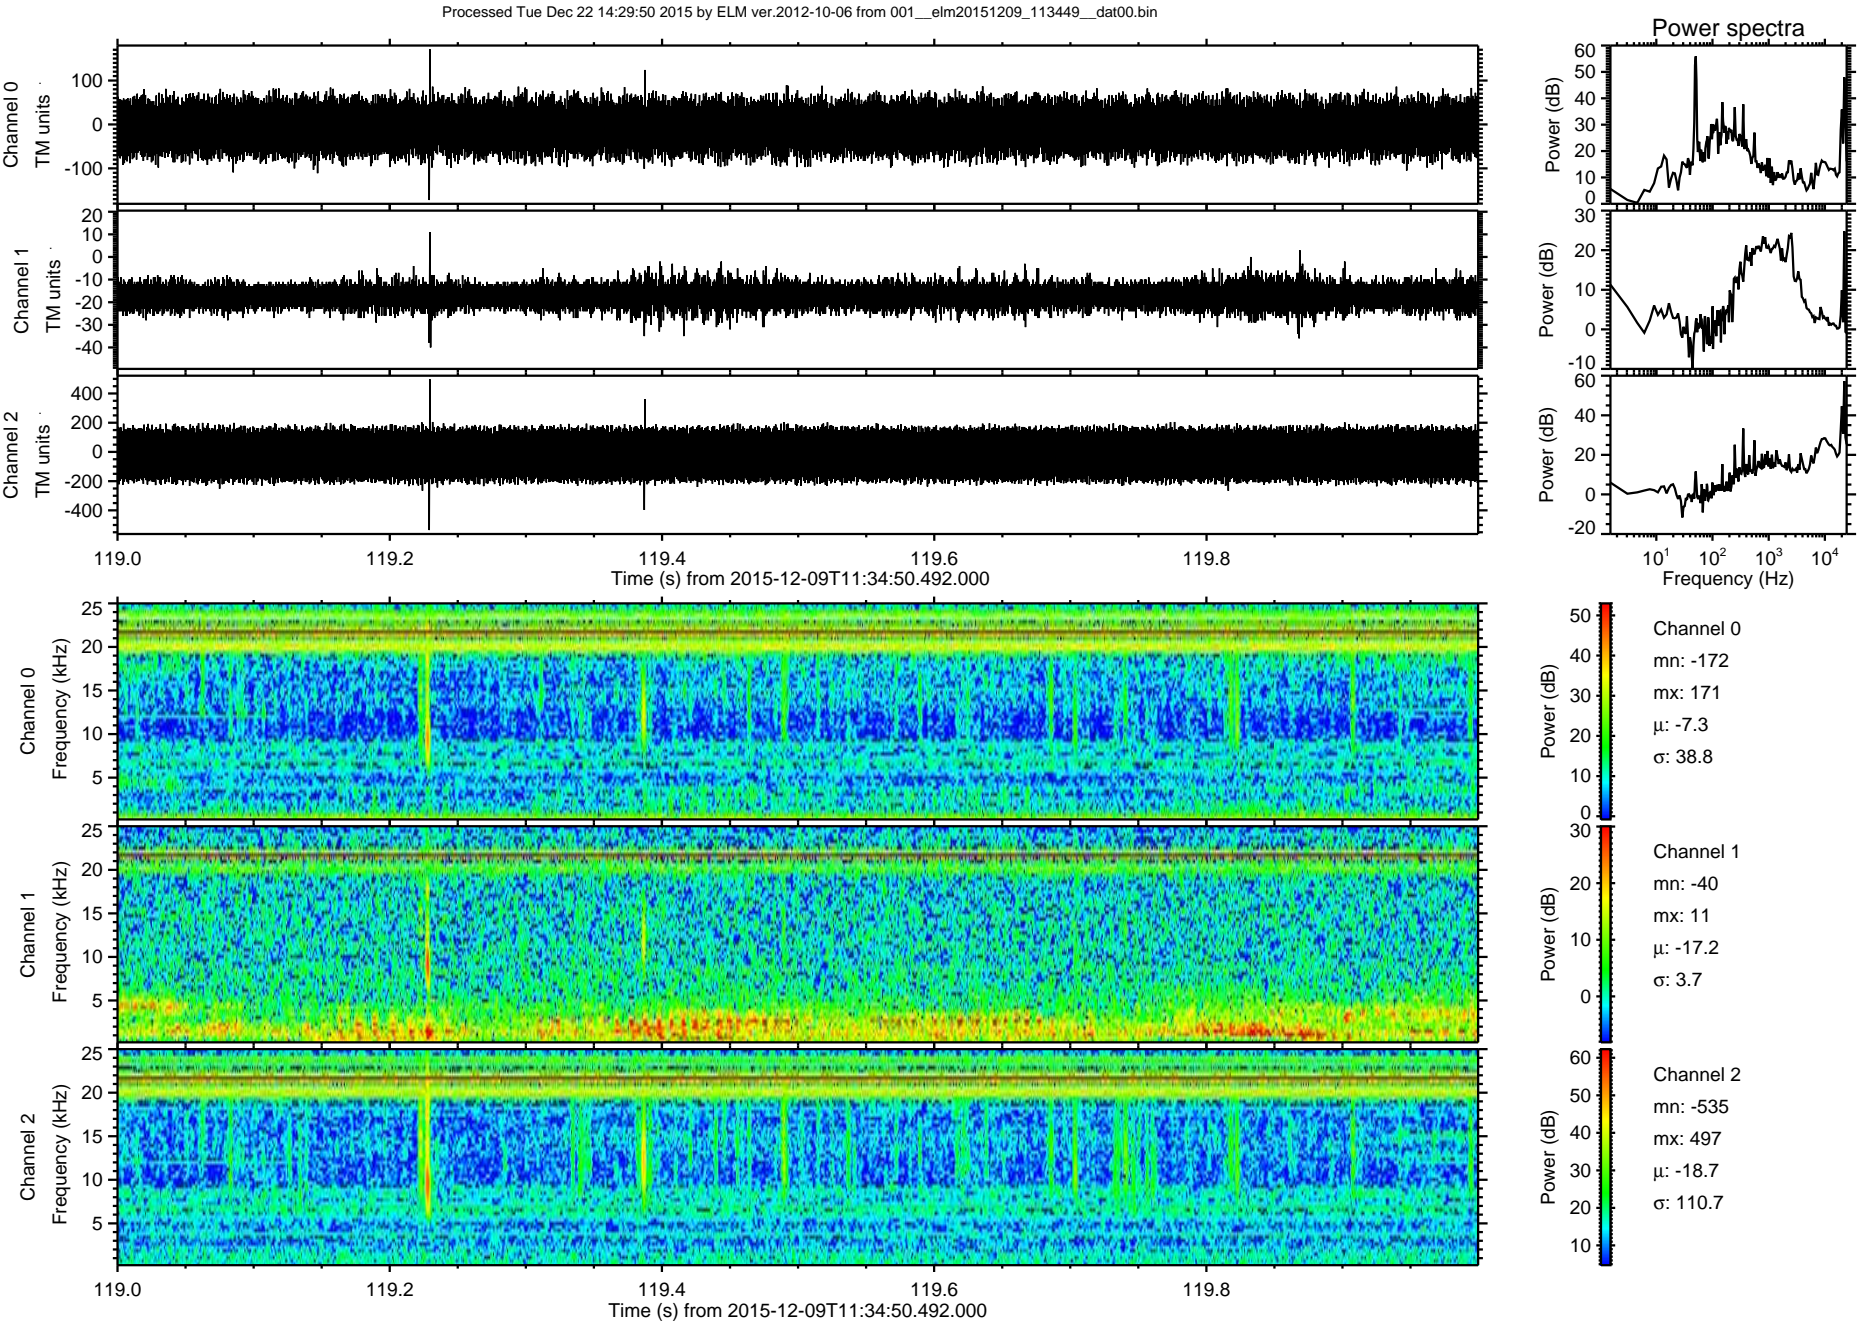 Processed Tue Dec 22 14:29:50 2015 by ELM ver.2012-10-06 from 001__elm20151209_113449__dat00.bin
Power spectra
Channel 0
TM units
100
0
-100
Power (dB)
60
50
40
30
20
10
0
Channel 1
TM units
20
10
0
-10
-20
-30
-40
Power (dB)
30
20
10
0
-10
Channel 2
TM units
400
200
0
-200
-400
Power (dB)
60
40
20
0
-20
119.0 119.2 119.4 119.6 119.8
Time (s) from 2015-12-09T11:34:50.492.000
10¹ 10² 10³ 10⁴
Frequency (Hz)
Channel 0
Frequency (kHz)
25
20
15
10
5
Power (dB)
50
40
30
20
10
0
Channel 0
mn: -172
mx: 171
μ: -7.3
σ: 38.8
Channel 1
Frequency (kHz)
25
20
15
10
5
Power (dB)
30
20
10
0
Channel 1
mn: -40
mx: 11
μ: -17.2
σ: 3.7
Channel 2
Frequency (kHz)
25
20
15
10
5
Power (dB)
60
50
40
30
20
10
Channel 2
mn: -535
mx: 497
μ: -18.7
σ: 110.7
119.0 119.2 119.4 119.6 119.8
Time (s) from 2015-12-09T11:34:50.492.000